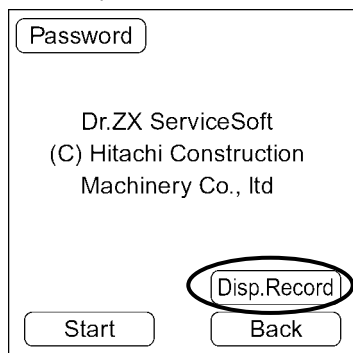 Password
Dr.ZX ServiceSoft
(C) Hitachi Construction
Machinery Co., ltd
Disp.Record
Start
Back